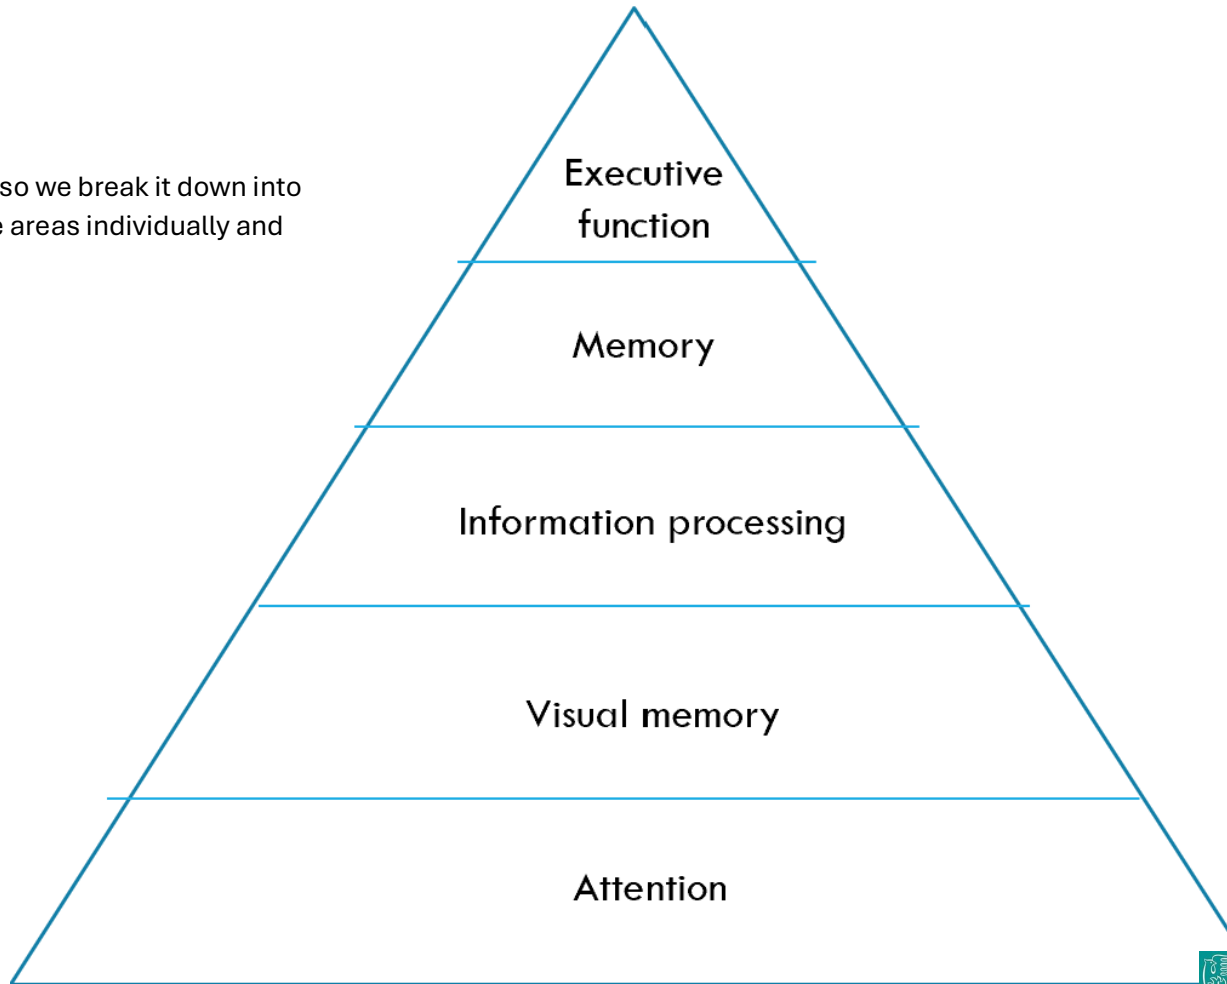 so we break it down into
areas individually and
Executive
function
Memory
Information processing
Visual memory
Attention